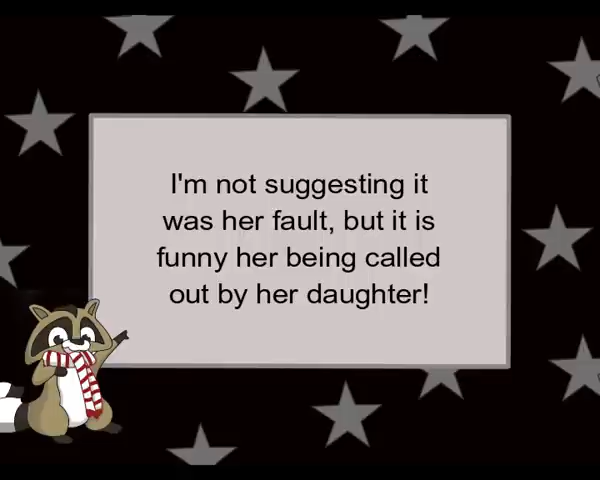 I'm not suggesting it
was her fault, but it is
funny her being called
out by her daughter!